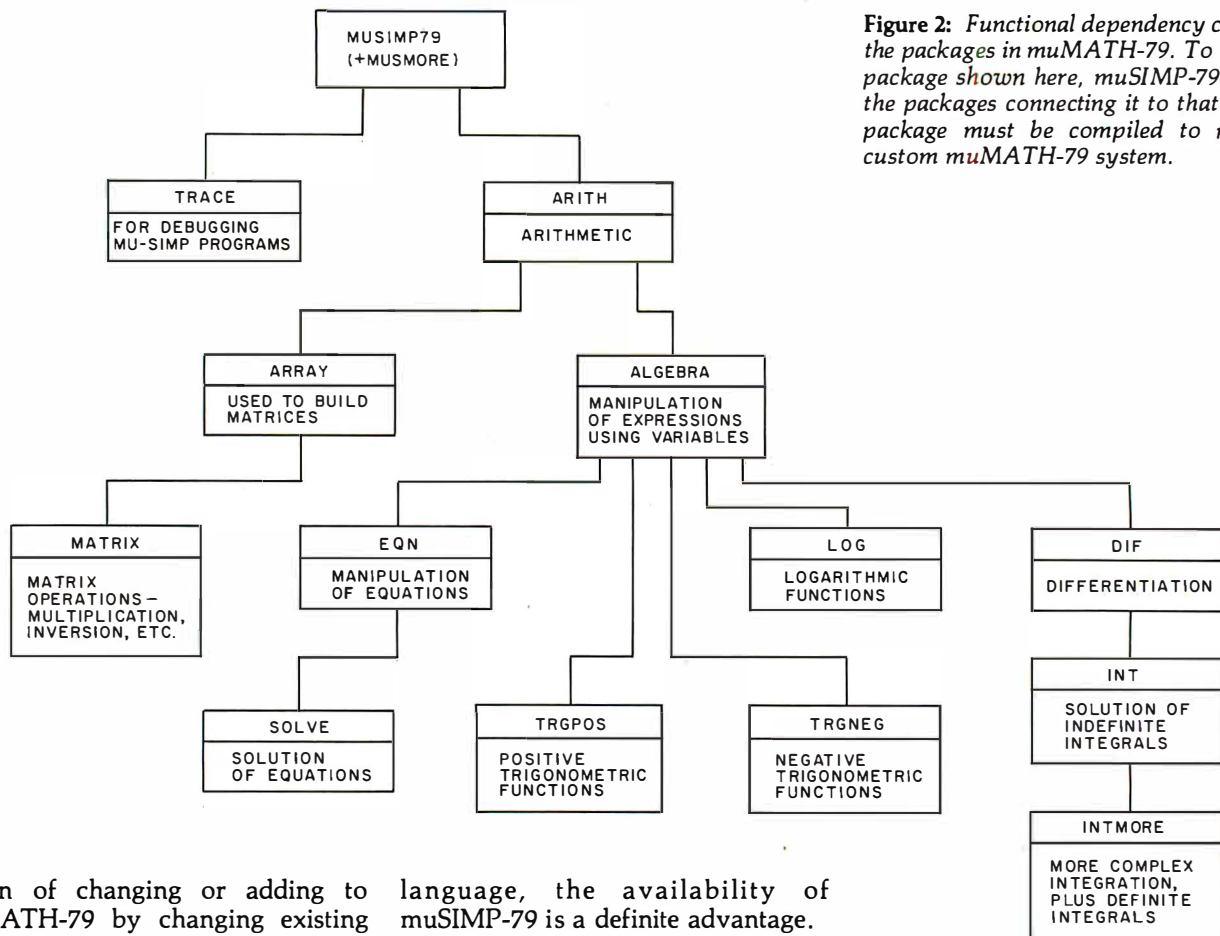 MUSIMP79
(+MUSMORE)
Figure 2: Functional dependency
the packages in muMATH-79. To
package shown here, muSIMP-79
the packages connecting it to that
package must be compiled to
custom muMATH-79 system.
TRACE
FOR DEBUGGING
MU-SIMP PROGRAMS
ARITH
ARITHMETIC
ARRAY
USED TO BUILD
MATRICES
ALGEBRA
MANIPULATION
OF EXPRESSIONS
USING VARIABLES
MATRIX
MATRIX
OPERATIONS—
MULTIPLICATION,
INVERSION, ETC.
EQN
MANIPULATION
OF EQUATIONS
LOG
LOGARITHMIC
FUNCTIONS
DIF
DIFFERENTIATION
SOLVE
SOLUTION
OF EQUATIONS
TRGPOS
POSITIVE
TRIGONOMETRIC
FUNCTIONS
TRGNEG
NEGATIVE
TRIGONOMETRIC
FUNCTIONS
INT
SOLUTION OF
INDEFINITE
INTEGRALS
INTMORE
MORE COMPLEX
INTEGRATION,
PLUS DEFINITE
INTEGRALS
of changing or adding to
MATH-79 by changing existing
language, the availability of
muSIMP-79 is a definite advantage.